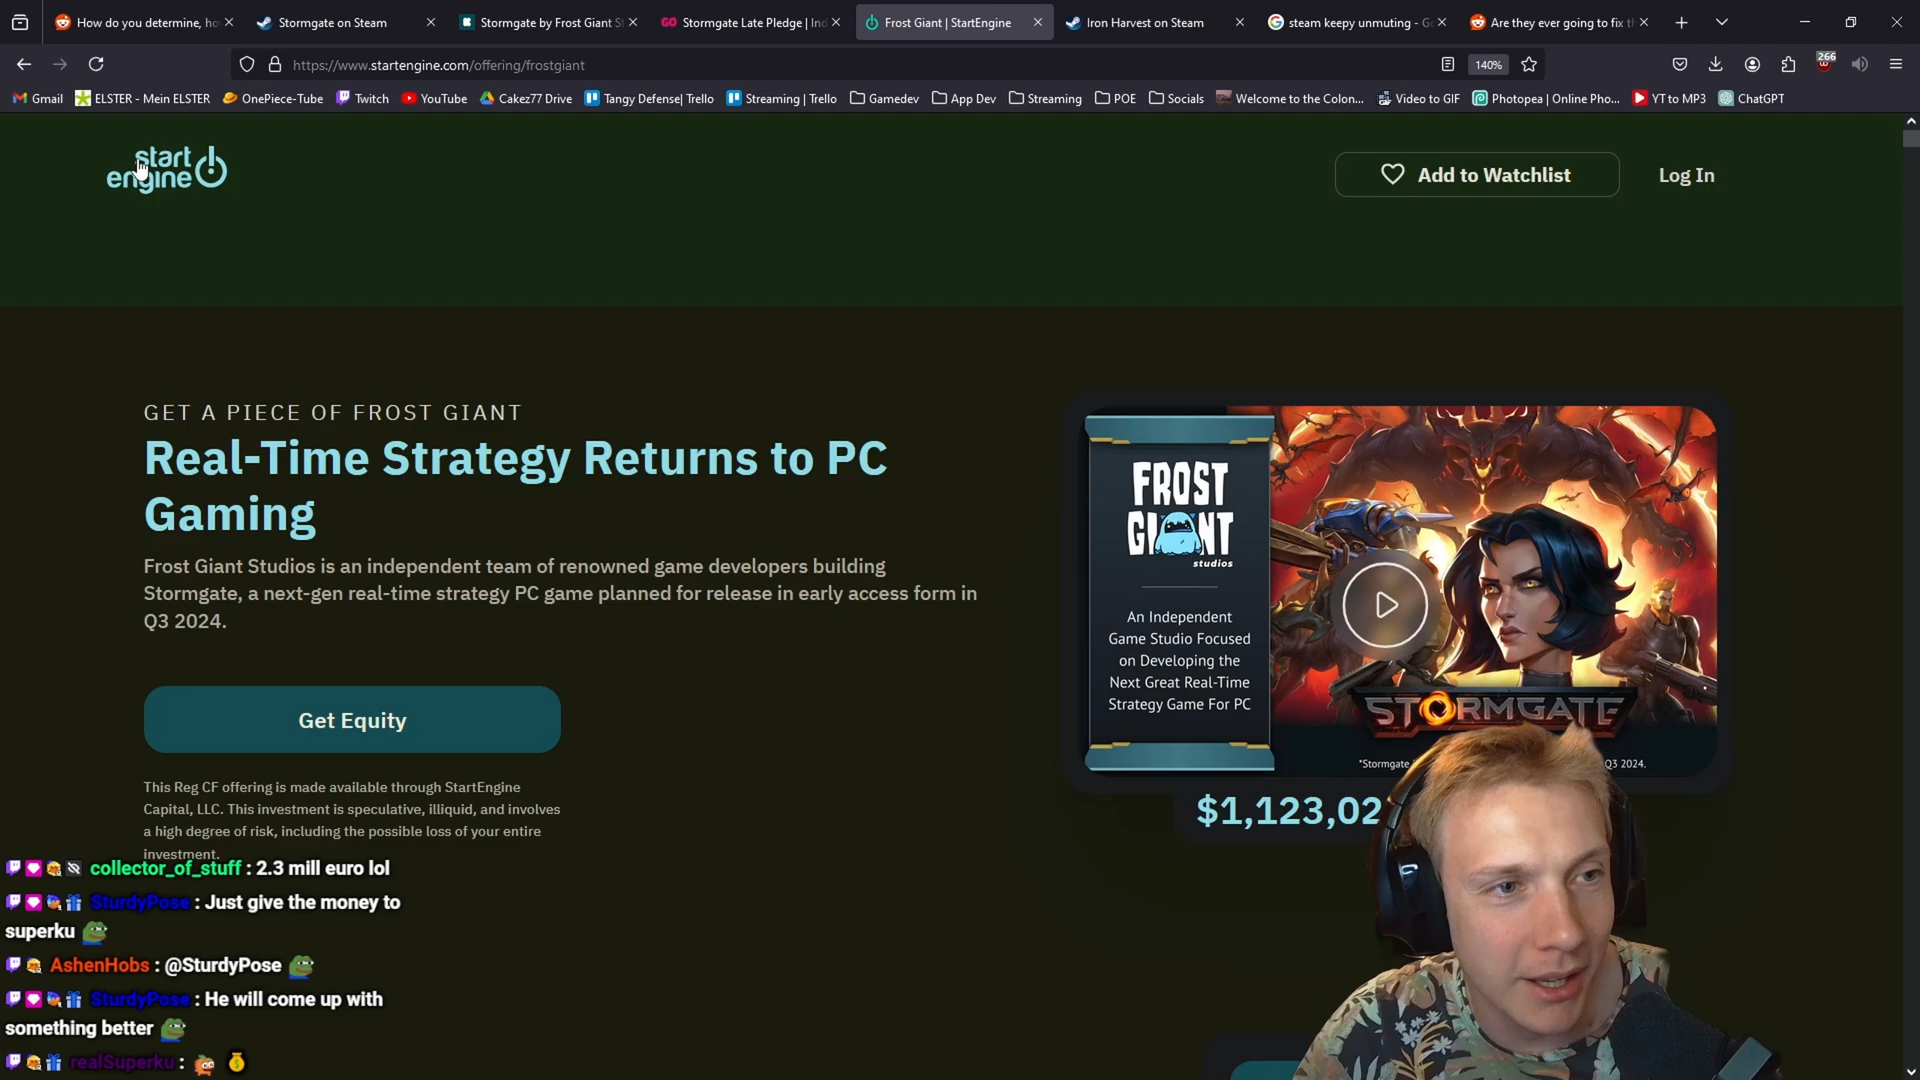 How do you determine, ho
Stormgate on Steam
Stormgate by Frost Giant S
Stormgate Late Pledge | Ind
Frost Giant | StartEngine
Iron Harvest on Steam
steam keepy unmuting - G
Are they ever going to fix th
https://www.startengine.com/offering/frostgiant
140%
266
Gmail
ELSTER - Mein ELSTER
OnePiece-Tube
Twitch
YouTube
Cakez77 Drive
Tangy Defense| Trello
Streaming | Trello
Gamedev
App Dev
Streaming
POE
Socials
Welcome to the Colon...
Video to GIF
Photopea | Online Pho...
YT to MP3
ChatGPT
start
engine
Add to Watchlist
Log In
GET A PIECE OF FROST GIANT
Real-Time Strategy Returns to PC
Gaming
Frost Giant Studios is an independent team of renowned game developers building
Stormgate, a next-gen real-time strategy PC game planned for release in early access form in
Q3 2024.
Get Equity
This Reg CF offering is made available through StartEngine
Capital, LLC. This investment is speculative, illiquid, and involves
a high degree of risk, including the possible loss of your entire
investment.
FROST
GIANT
studios
An Independent
Game Studio Focused
on Developing the
Next Great Real-Time
Strategy Game For PC
STORMGATE
*Stormgate
Q3 2024.
$1,123,02
collector_of_stuff : 2.3 mill euro lol
SturdyPose : Just give the money to
superku
AshenHobs : @SturdyPose
SturdyPose : He will come up with
something better
realSuperku :